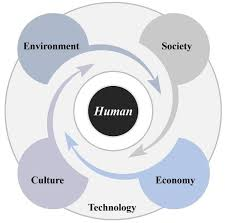 Environment
Society
Human
Culture
Economy
Technology